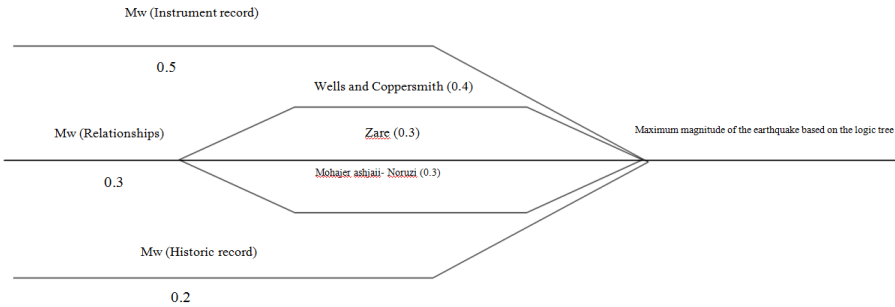 Mw (Instrument record)
0.5
Wells and Coppersmith (0.4)
Mw (Relationships)
Zare (0.3)
Maximum magnitude of the earthquake based on the logic tree
0.3
Mohajer ashjaii- Noruzi (0.3)
Mw (Historic record)
0.2